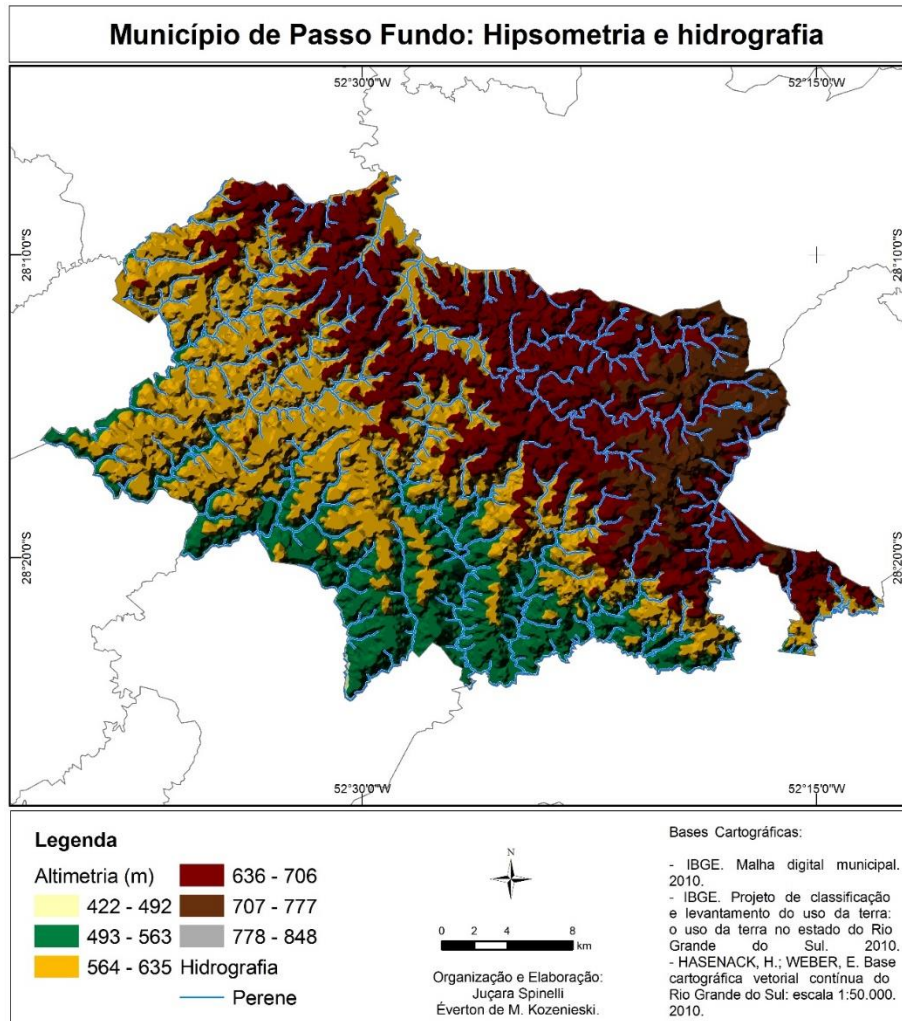 Município de Passo Fundo: Hipsometria e hidrografia
52°30'0"W
52°15'0"W
28°10'0"S
28°10'0"S
28°20'0"S
28°20'0"S
52°30'0"W
52°15'0"W
Legenda
Altimetria (m)
422 - 492
493 - 563
564 - 635
636 - 706
707 - 777
778 - 848
Hidrografia
Perene
N
0 2 4 8
km
Organização e Elaboração:
Juçara Spinelli
Éverton de M. Kozenieski.
Bases Cartográficas:
- IBGE. Malha digital municipal.
2010.
- IBGE. Projeto de classificação
e levantamento do uso da terra:
o uso da terra no estado do Rio
Grande do Sul. 2010.
- HASENACK, H.; WEBER, E. Base
cartográfica vetorial contínua do
Rio Grande do Sul: escala 1:50.000.
2010.